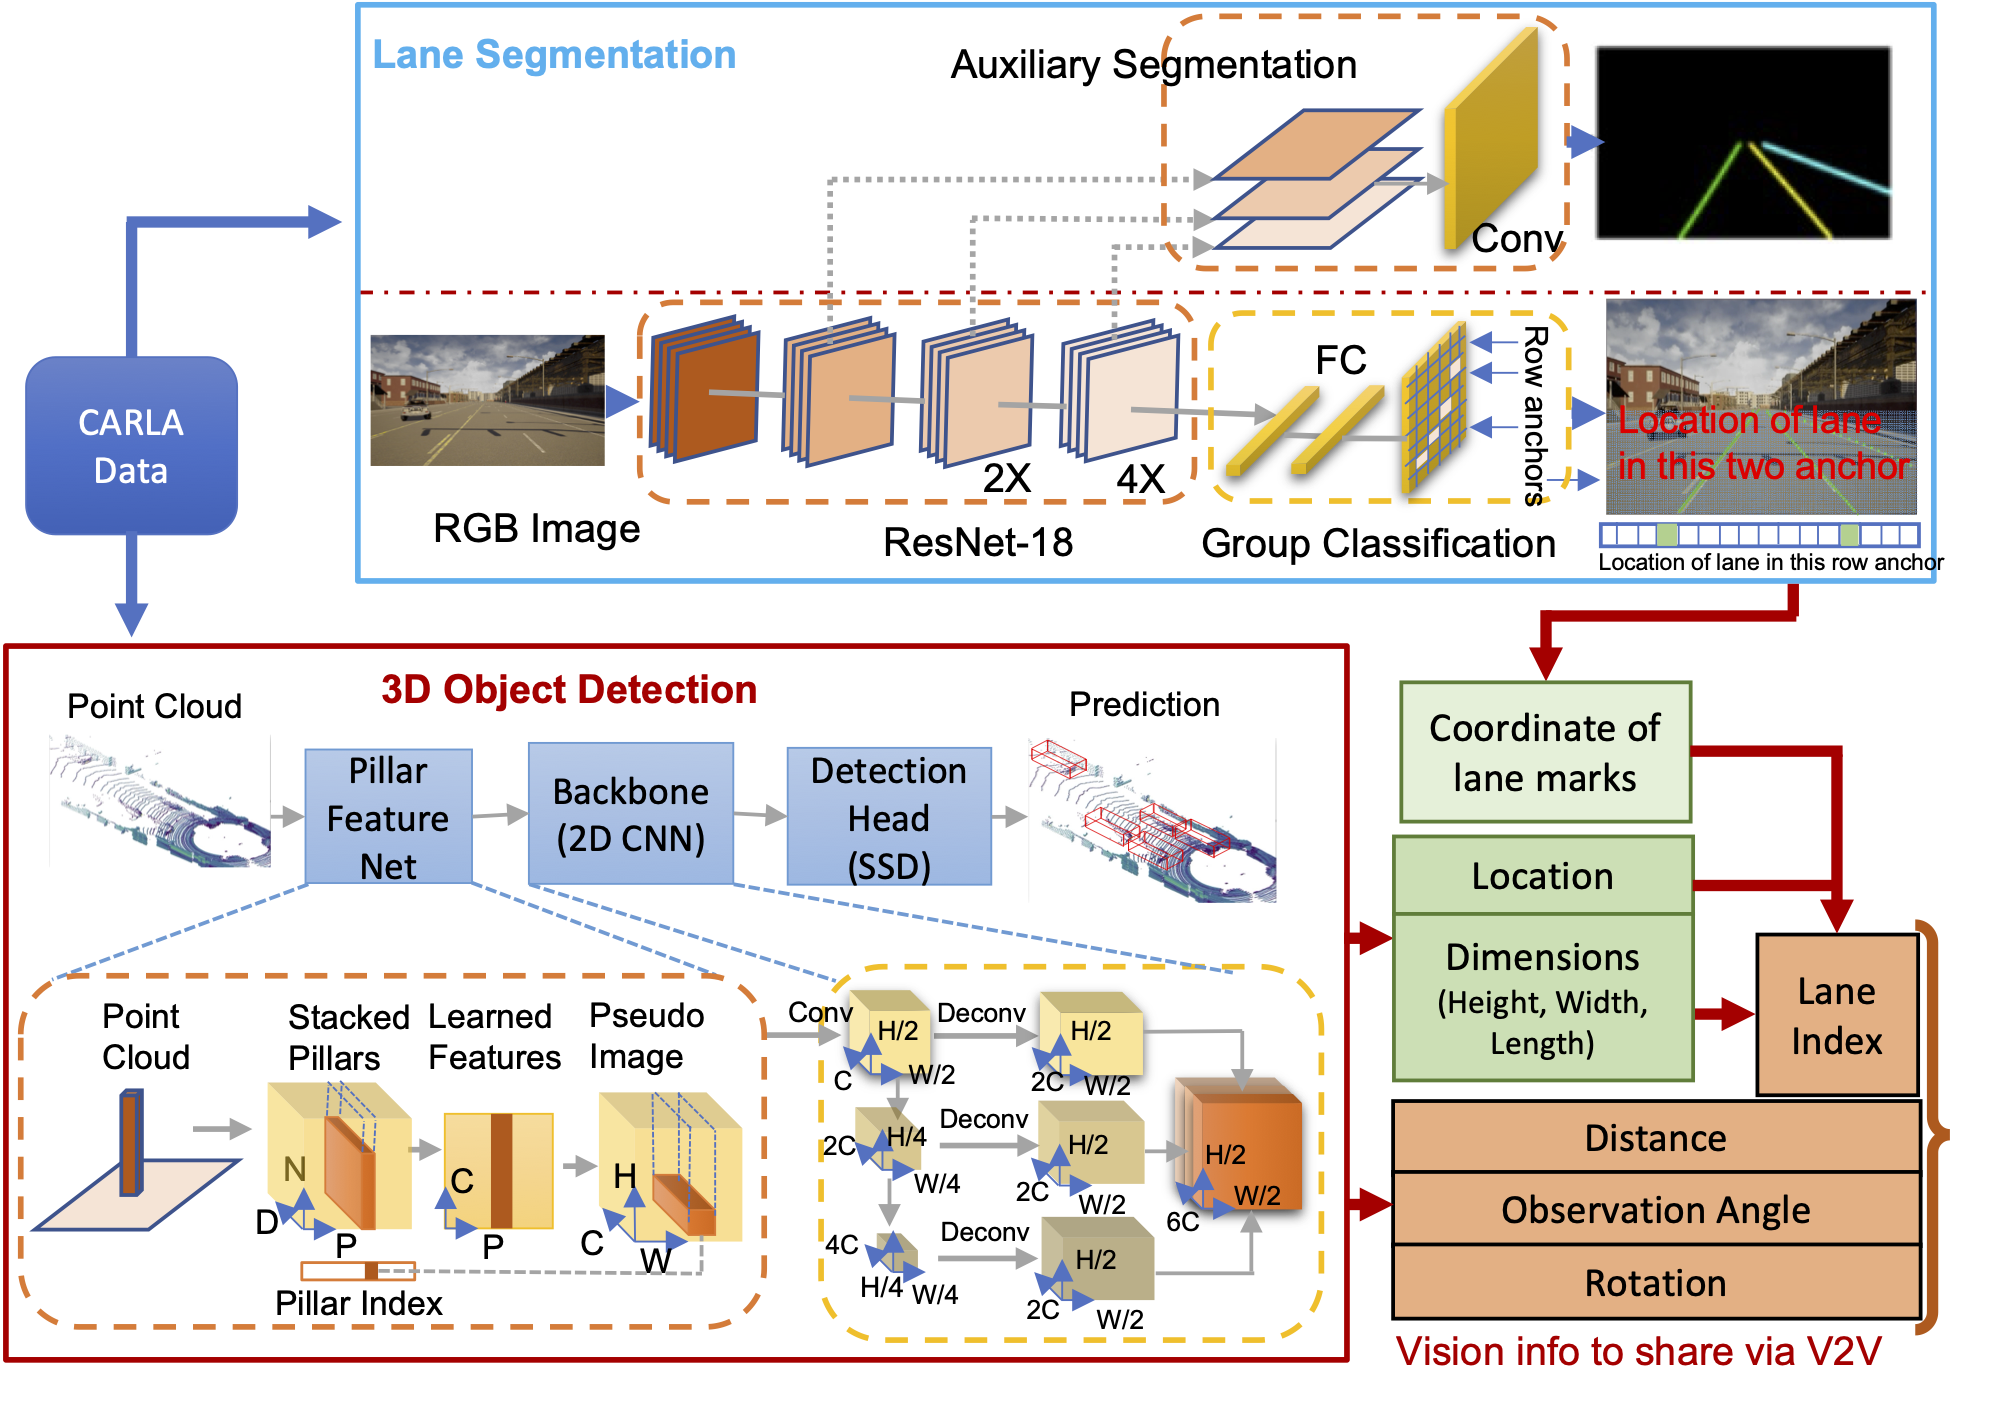 Lane Segmentation
Auxiliary Segmentation
Conv
CARLA
Data
RGB Image
2X
4X
ResNet-18
FC
Row anchors
Group Classification
Location of lane
in this two anchor
Location of lane in this row anchor
3D Object Detection
Point Cloud
Pillar
Feature
Net
Backbone
(2D CNN)
Detection
Head
(SSD)
Prediction
Point
Cloud
Stacked
Pillars
N
D
P
Learned
Features
C
P
Pseudo
Image
H
C
W
Pillar Index
Conv
H/2
C
W/2
Deconv
H/2
2C
W/2
2C
H/4
W/4
Deconv
H/2
2C
W/2
4C
H/4
W/4
Deconv
H/2
2C
W/2
H/2
W/2
6C
Coordinate of
lane marks
Location
Dimensions
(Height, Width,
Length)
Lane
Index
Distance
Observation Angle
Rotation
Vision info to share via V2V